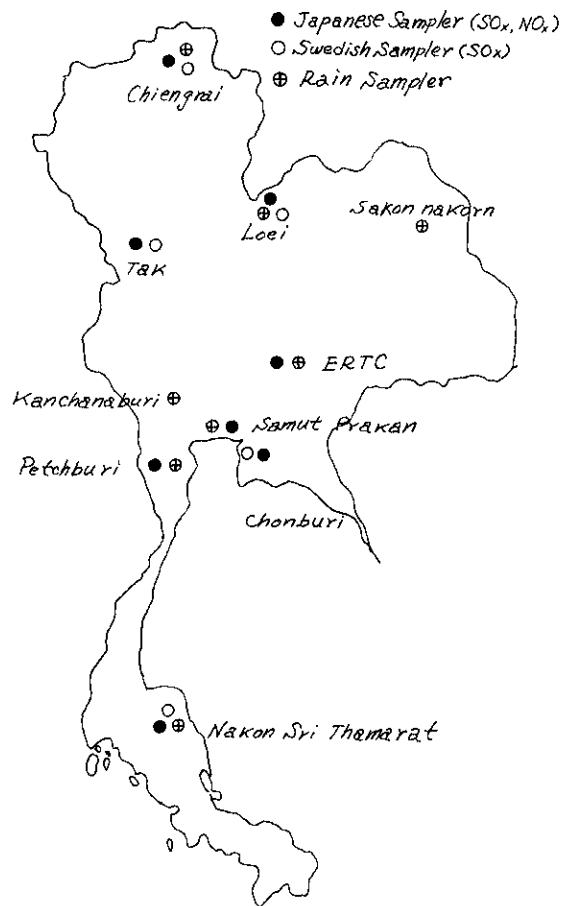 Japanese Sampler (SOx, NOx)
Swedish Sampler (SOx)
Rain Sampler
Chiengrai
Sakon nakorn
Loei
Tak
ERTC
Kanchanaburi
Samut Prakan
Petchburi
Chonburi
Nakon Sri Thamarat